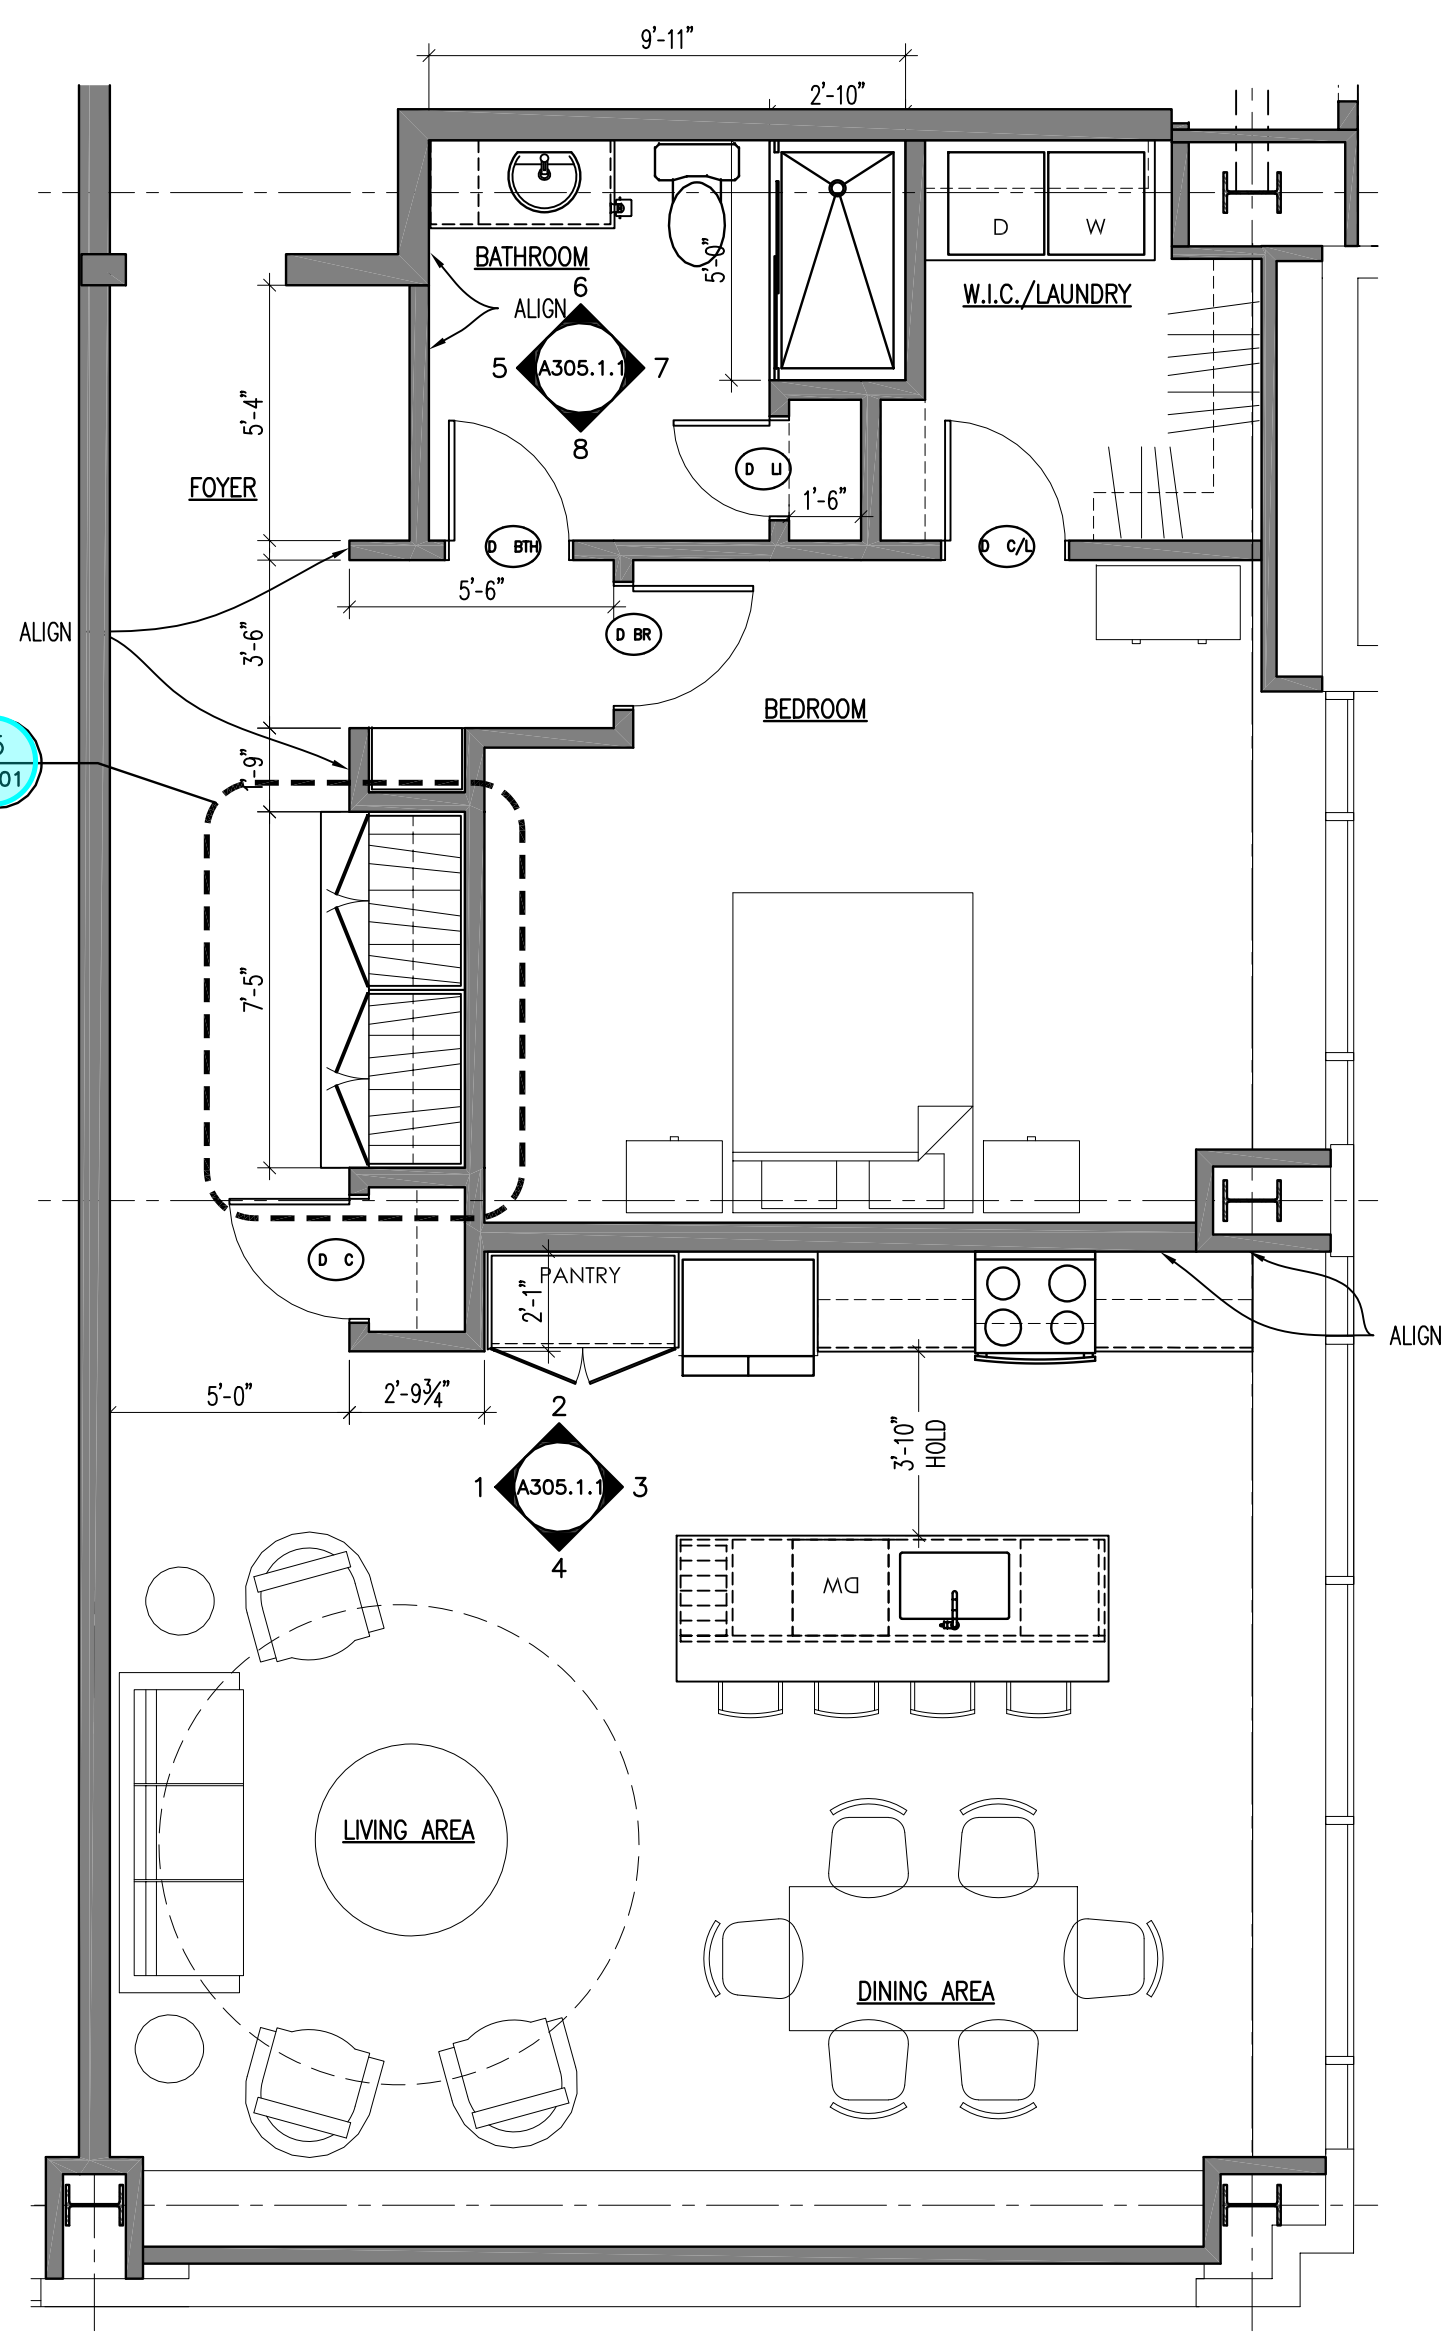 9'-11"
2'-10"
BATHROOM
D
W
5'-0"
W.I.C./LAUNDRY
6
ALIGN
5
A305.1.1
7
8
5'-4"
D LI
FOYER
1'-6"
D BTH
D C/L
5'-6"
ALIGN
3'-6"
D BR
BEDROOM
01
7'-5"
D C
PANTRY
2'-1"
ALIGN
5'-0"
2'-9¾"
2
3'-10"
HOLD
1
A305.1.1
3
4
DW
LIVING AREA
DINING AREA